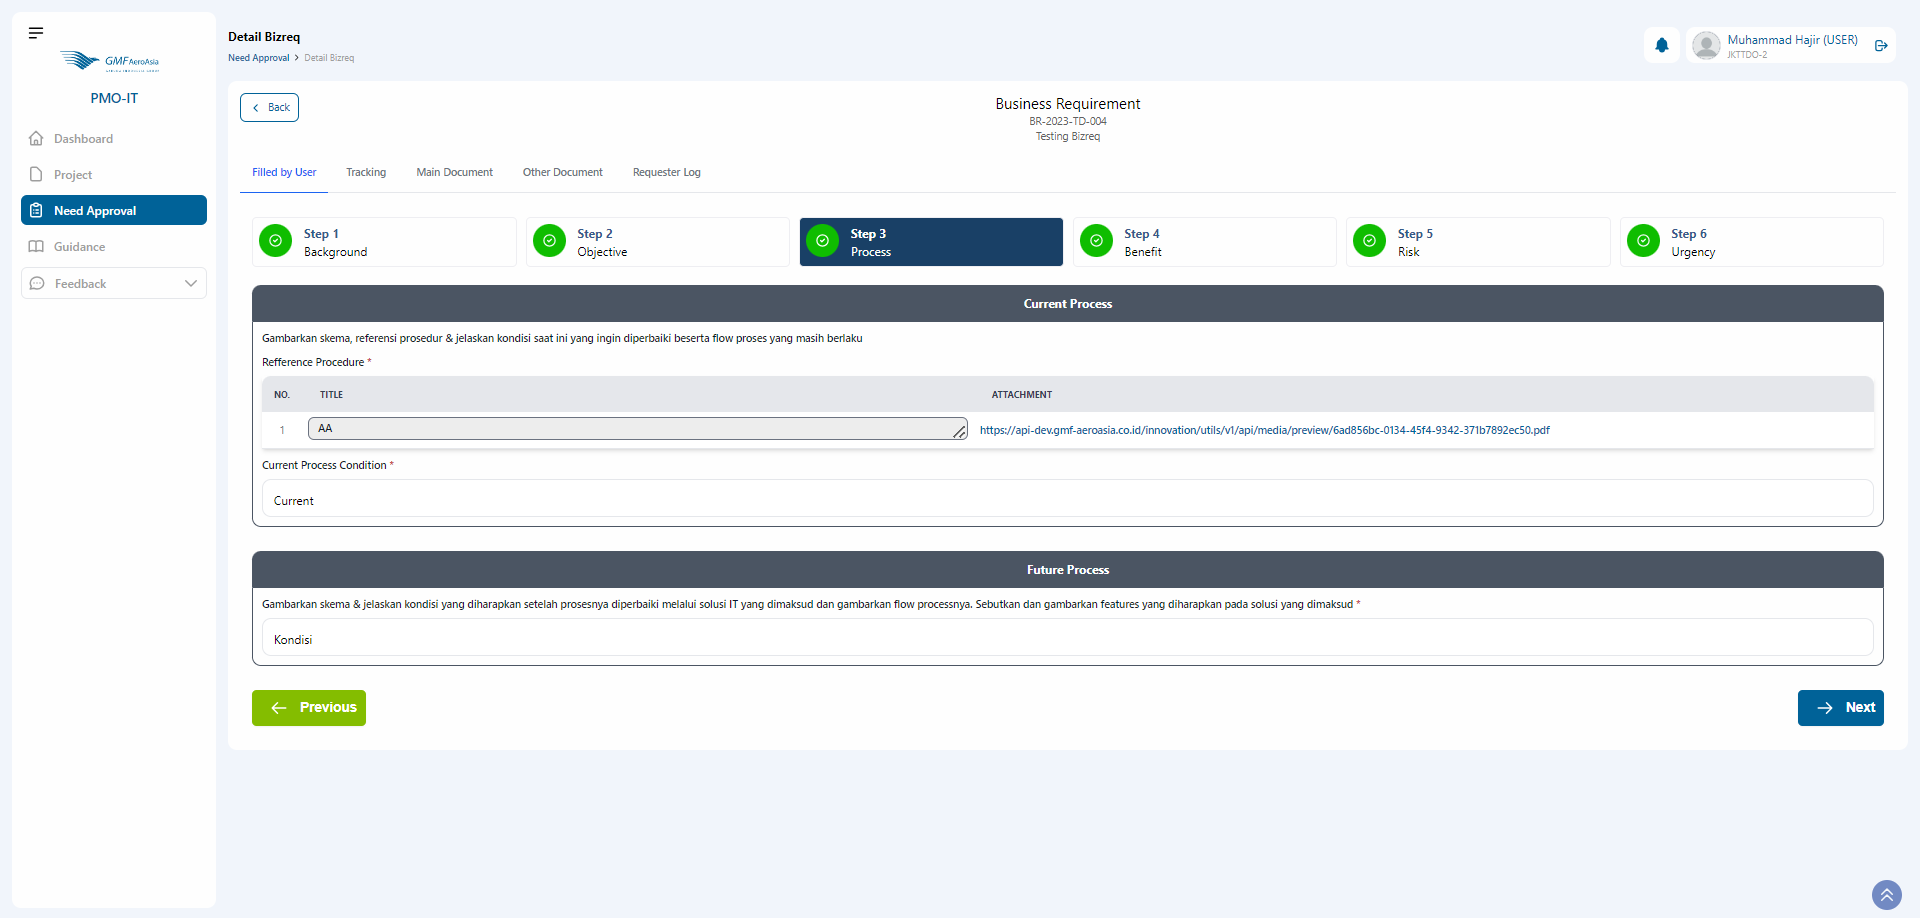 Detail Bizreq
Need Approval > Detail Bizreq
Muhammad Hajir (USER)
JKTTDO-2
GMF AeroAsia
PMO-IT
Dashboard
Project
Need Approval
Guidance
Feedback
Back
Business Requirement
BR-2023-TD-004
Testing Bizreq
Filled by User
Tracking
Main Document
Other Document
Requester Log
Step 1
Background
Step 2
Objective
Step 3
Process
Step 4
Benefit
Step 5
Risk
Step 6
Urgency
Current Process
Gambarkan skema, referensi prosedur & jelaskan kondisi saat ini yang ingin diperbaiki beserta flow proses yang masih berlaku
Refference Procedure *
NO. TITLE ATTACHMENT
1 AA https://api-dev.gmf-aeroasia.co.id/innovation/utils/v1/api/media/preview/6ad856bc-0134-45f4-9342-371b7892ec50.pdf
Current Process Condition *
Current
Future Process
Gambarkan skema & jelaskan kondisi yang diharapkan setelah prosesnya diperbaiki melalui solusi IT yang dimaksud dan gambarkan flow processnya. Sebutkan dan gambarkan features yang diharapkan pada solusi yang dimaksud *
Kondisi
Previous
Next